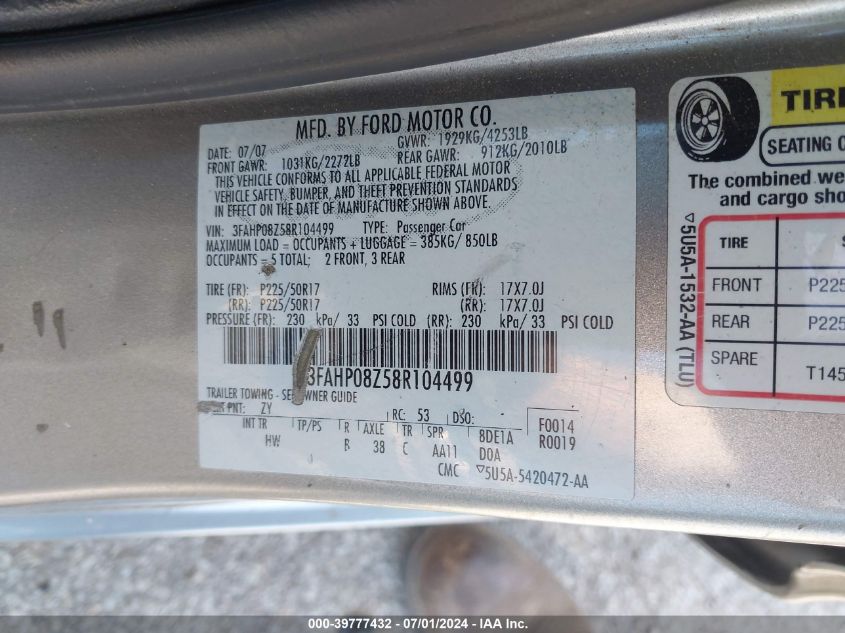 MFD. BY FORD MOTOR CO.
DATE: 07/07 GVWR: 1929KG/4253LB
FRONT GAWR: 1031KG/2272LB REAR GAWR: 912KG/2010LB
THIS VEHICLE CONFORMS TO ALL APPLICABLE FEDERAL MOTOR
VEHICLE SAFETY, BUMPER, AND THEFT PREVENTION STANDARDS
IN EFFECT ON THE DATE OF MANUFACTURE SHOWN ABOVE.
VIN: 3FAHP08Z58R104499 TYPE: Passenger Car
MAXIMUM LOAD = OCCUPANTS + LUGGAGE = 385KG/ 850LB
OCCUPANTS = 5 TOTAL; 2 FRONT, 3 REAR
TIRE (FR): P225/50R17 RIMS (FR): 17X7.0J
(RR): P225/50R17 (RR): 17X7.0J
PRESSURE (FR): 230 kPa/ 33 PSI COLD (RR): 230 kPa/ 33 PSI COLD
3FAHP08Z58R104499
TRAILER TOWING - SEE OWNER GUIDE
PNT: ZY RC: 53 DSO: F0014
INT TR TP/PS R AXLE TR SPR 8DE1A R0019
HW B 38 C AA11 D0A
CMC 5U5A-5420472-AA
TIRE
SEATING
The combined
and cargo
TIRE
FRONT P225
REAR P225
SPARE T145
5U5A-1532-AA (TLU)
000-39777432 - 07/01/2024 - IAA Inc.